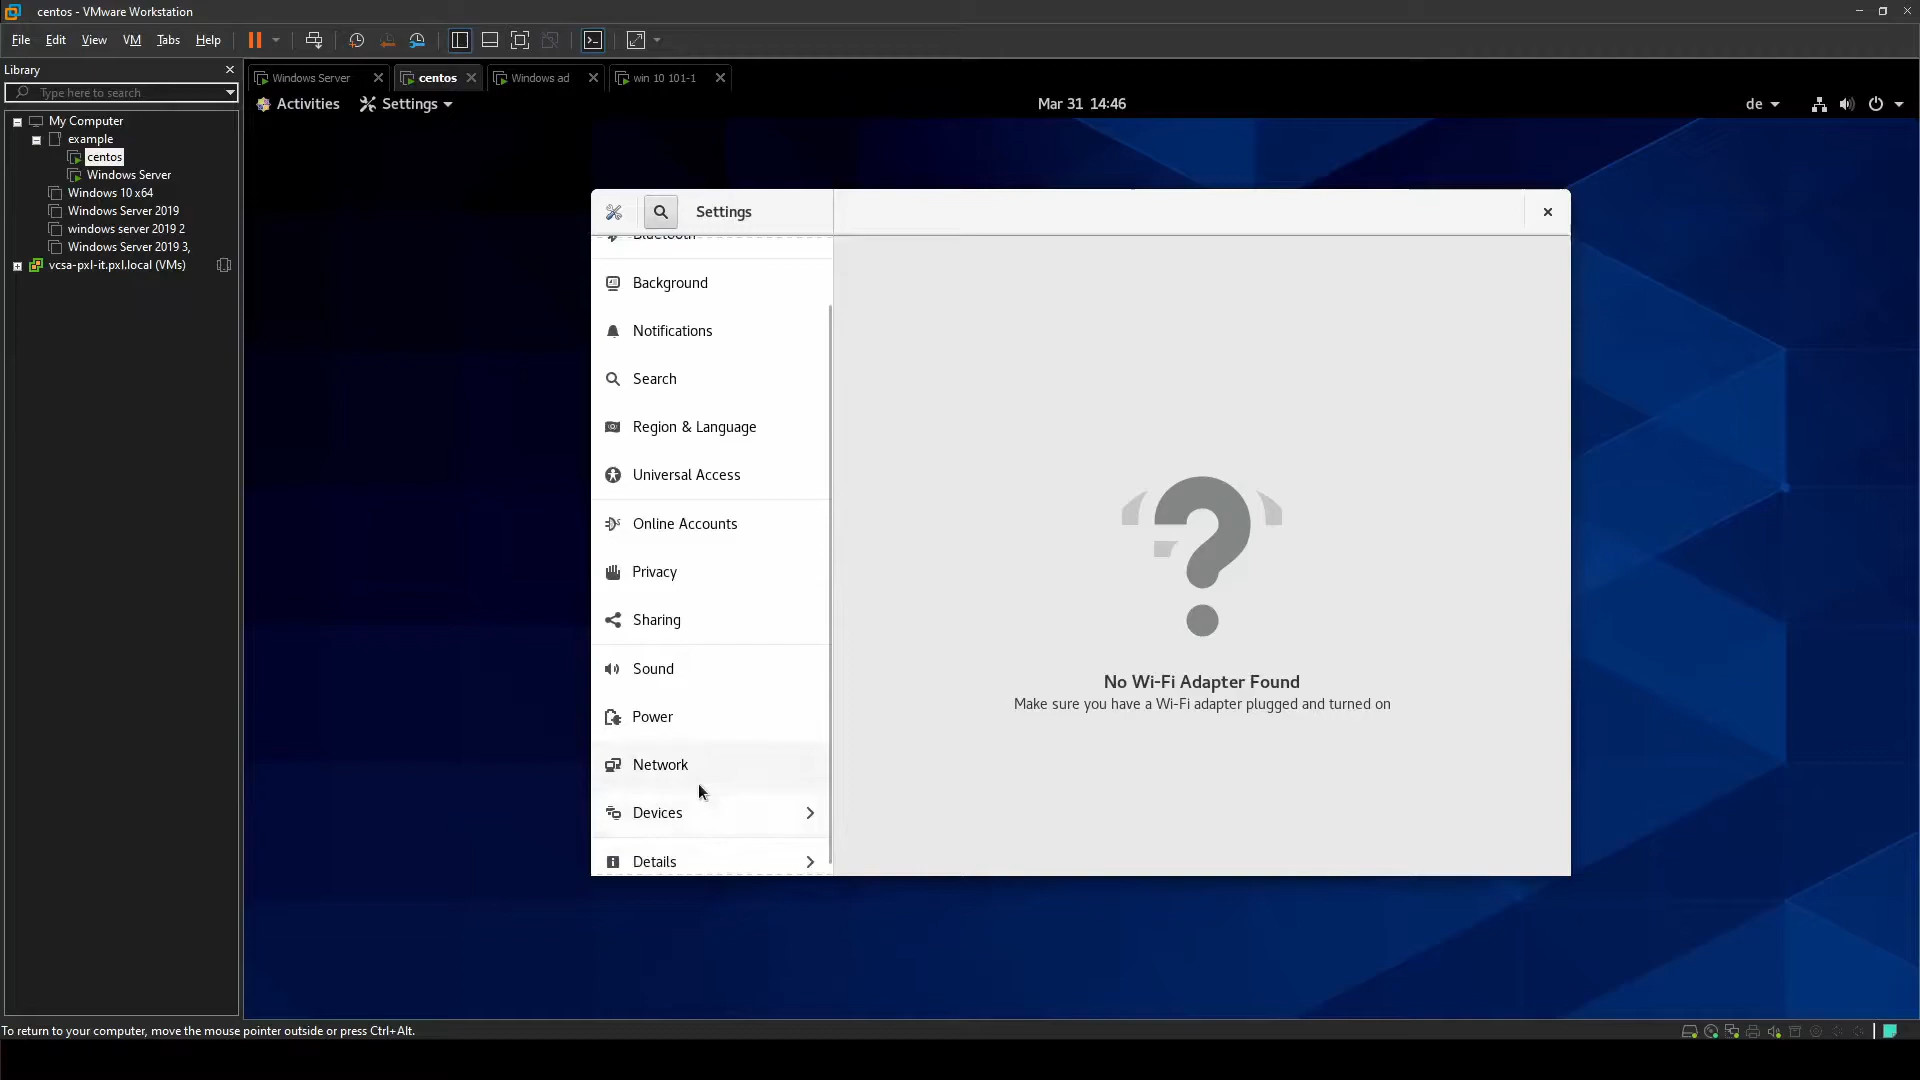 centos - VMware Workstation
File Edit View VM Tabs Help
Library
Type here to search
Windows Server
centos
Windows ad
win 10 101-1
Activities
Settings
Mar 31 14:46
de
My Computer
example
centos
Windows Server
Windows 10 x64
Windows Server 2019
windows server 2019 2
Windows Server 2019 3,
vcsa-pxl-it.pxl.local (VMs)
Settings
Bluetooth
Background
Notifications
Search
Region & Language
Universal Access
Online Accounts
Privacy
Sharing
Sound
Power
Network
Devices
Details
No Wi-Fi Adapter Found
Make sure you have a Wi-Fi adapter plugged and turned on
To return to your computer, move the mouse pointer outside or press Ctrl+Alt.